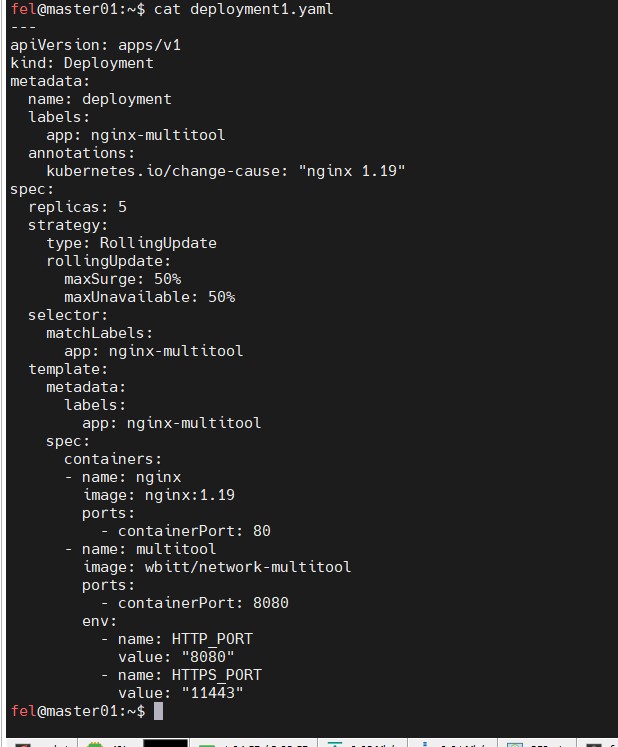 fel@master01:~$ cat deployment1.yaml
---
apiVersion: apps/v1
kind: Deployment
metadata:
  name: deployment
  labels:
    app: nginx-multitool
  annotations:
    kubernetes.io/change-cause: "nginx 1.19"
spec:
  replicas: 5
  strategy:
    type: RollingUpdate
    rollingUpdate:
      maxSurge: 50%
      maxUnavailable: 50%
  selector:
    matchLabels:
      app: nginx-multitool
  template:
    metadata:
      labels:
        app: nginx-multitool
    spec:
      containers:
      - name: nginx
        image: nginx:1.19
        ports:
          - containerPort: 80
      - name: multitool
        image: wbitt/network-multitool
        ports:
          - containerPort: 8080
        env:
          - name: HTTP_PORT
            value: "8080"
          - name: HTTPS_PORT
            value: "11443"
fel@master01:~$